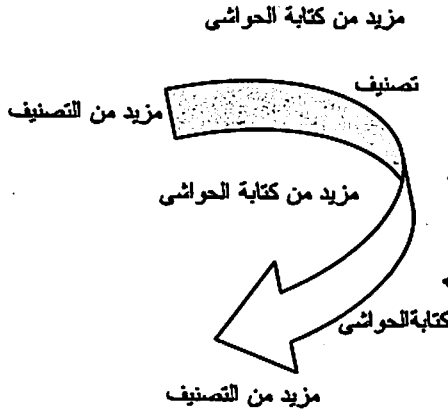 مزيد من كتابة الحواشى
تصنيف
مزيد من التصنيف
مزيد من كتابة الحواشى
كتابةالحواشى
مزيد من التصنيف